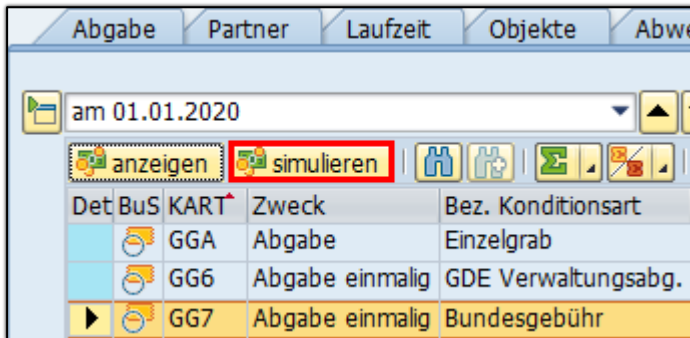 Abgabe Partner Laufzeit Objekte Abwe
am 01.01.2020
anzeigen simulieren
Det BuS KART Zweck Bez. Konditionsart
GGA Abgabe Einzelgrab
GG6 Abgabe einmalig GDE Verwaltungsabg.
GG7 Abgabe einmalig Bundesgebühr